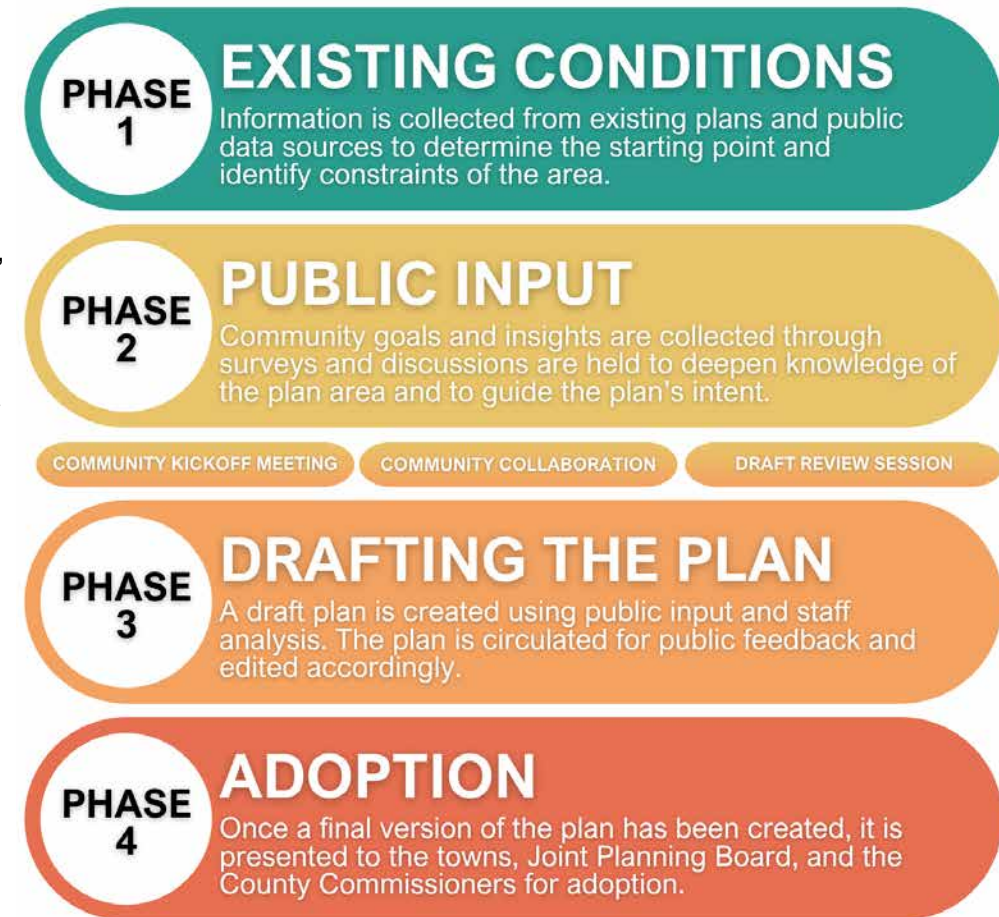 PHASE
1
EXISTING CONDITIONS
Information is collected from existing plans and public
data sources to determine the starting point and
identify constraints of the area.
PHASE
2
PUBLIC INPUT
Community goals and insights are collected through
surveys and discussions are held to deepen knowledge of
the plan area and to guide the plan's intent.
COMMUNITY KICKOFF MEETING
COMMUNITY COLLABORATION
DRAFT REVIEW SESSION
PHASE
3
DRAFTING THE PLAN
A draft plan is created using public input and staff
analysis. The plan is circulated for public feedback and
edited accordingly.
PHASE
4
ADOPTION
Once a final version of the plan has been created, it is
presented to the towns, Joint Planning Board, and the
County Commissioners for adoption.